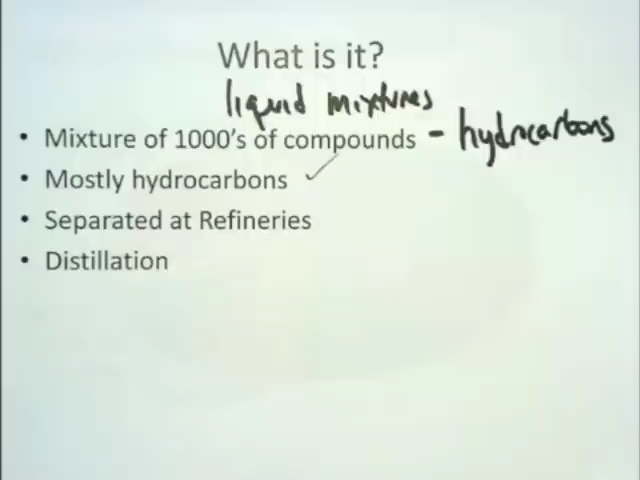 What is it?
liquid mixtures
• Mixture of 1000's of compounds - hydrocarbons
• Mostly hydrocarbons ✓
• Separated at Refineries
• Distillation